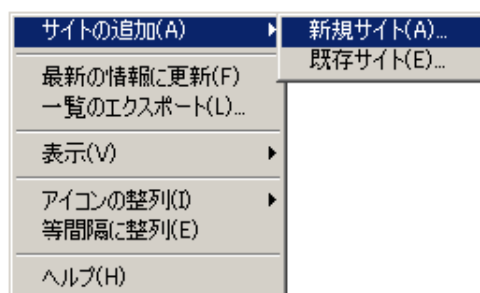 サイトの追加(A)
新規サイト(A)...
既存サイト(E)...
最新の情報に更新(F)
一覧のエクスポート(L)...
表示(V)
アイコンの整列(I)
等間隔に整列(E)
ヘルプ(H)